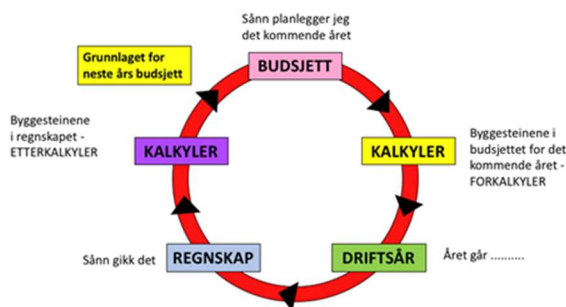 Sånn planlegger jeg
det kommende året
BUDSJETT
Grunnlaget for
neste års budsjett
Byggesteinene
i regnskapet -
ETTERKALKYLER
KALKYLER
KALKYLER
Byggesteinene i
budsjettet for det
kommende året -
FORKALKYLER
Sånn gikk det
REGNSKAP
DRIFTSÅR
Året går ..........